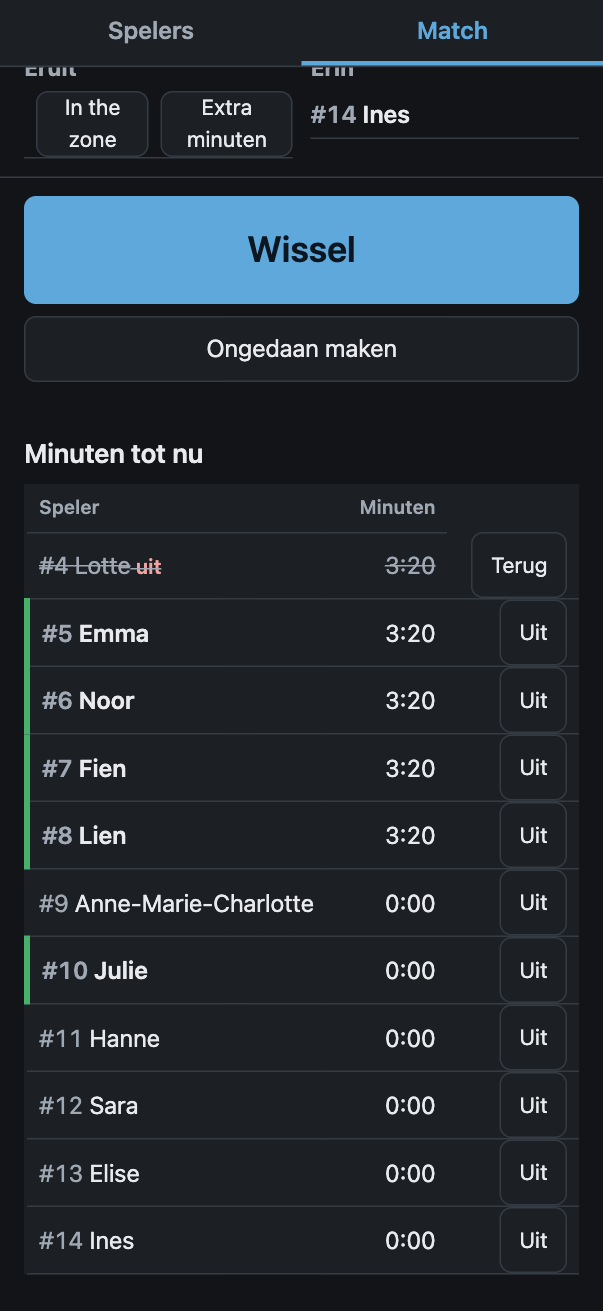 Spelers
Match
Eruit
Erin
In the
zone
Extra
minuten
#14 Ines
Wissel
Ongedaan maken
Minuten tot nu
Speler Minuten
#4 Lotte uit 3:20 Terug
#5 Emma 3:20 Uit
#6 Noor 3:20 Uit
#7 Fien 3:20 Uit
#8 Lien 3:20 Uit
#9 Anne-Marie-Charlotte 0:00 Uit
#10 Julie 0:00 Uit
#11 Hanne 0:00 Uit
#12 Sara 0:00 Uit
#13 Elise 0:00 Uit
#14 Ines 0:00 Uit